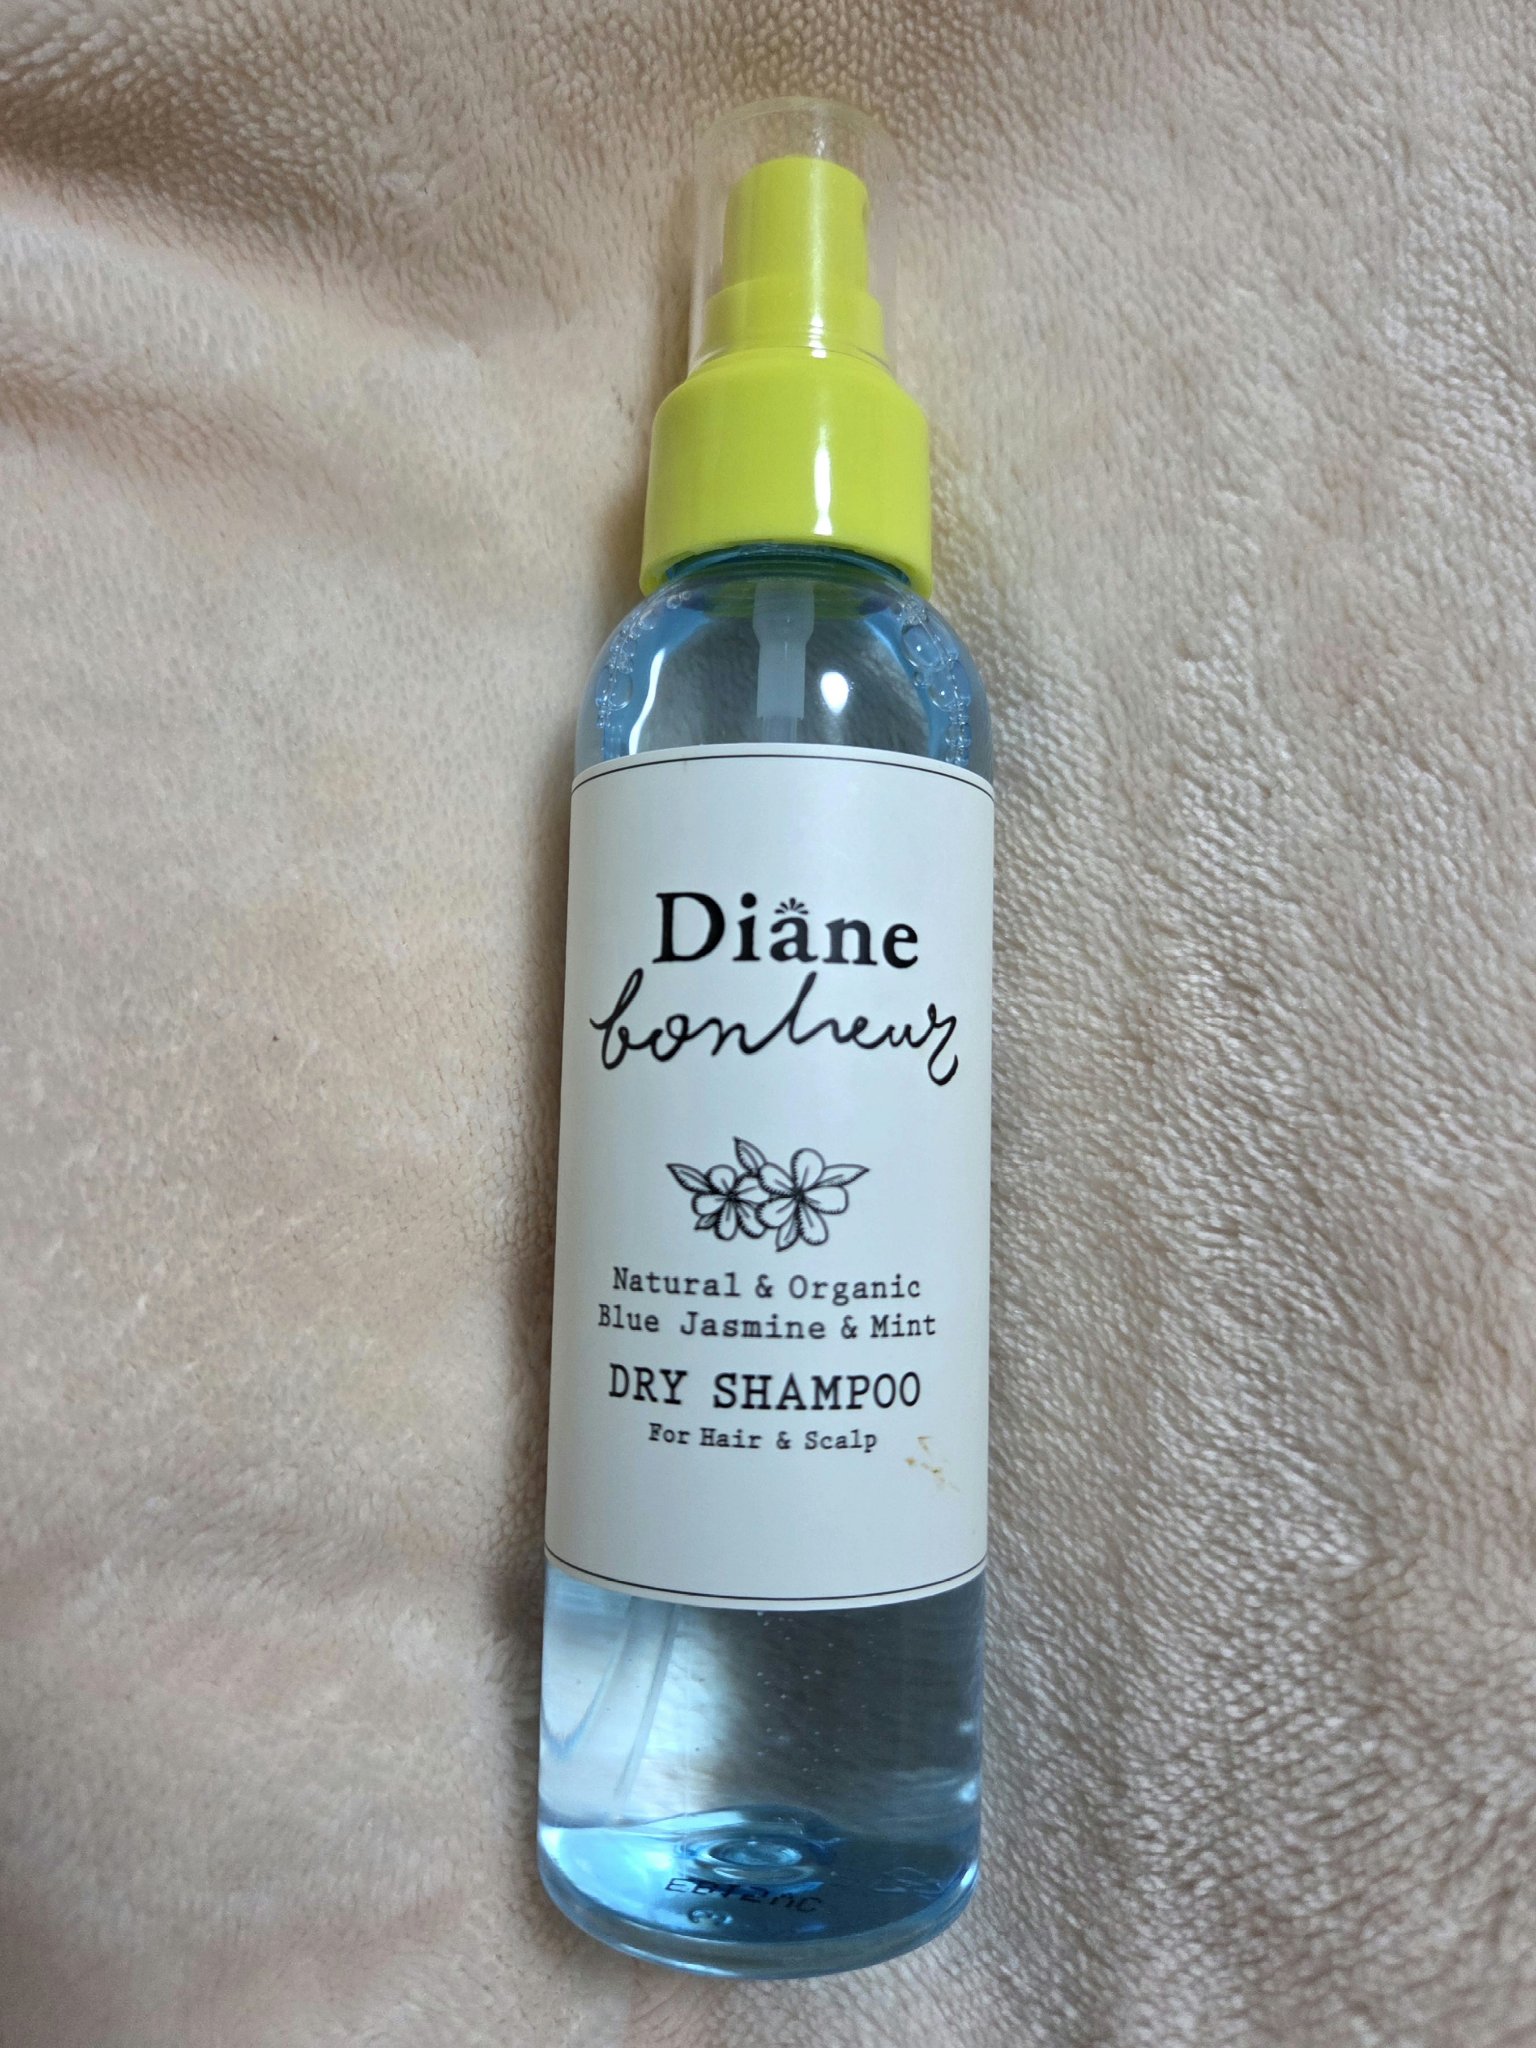 Diane
bonheur
Natural & Organic
Blue Jasmine & Mint
DRY SHAMPOO
For Hair & Scalp